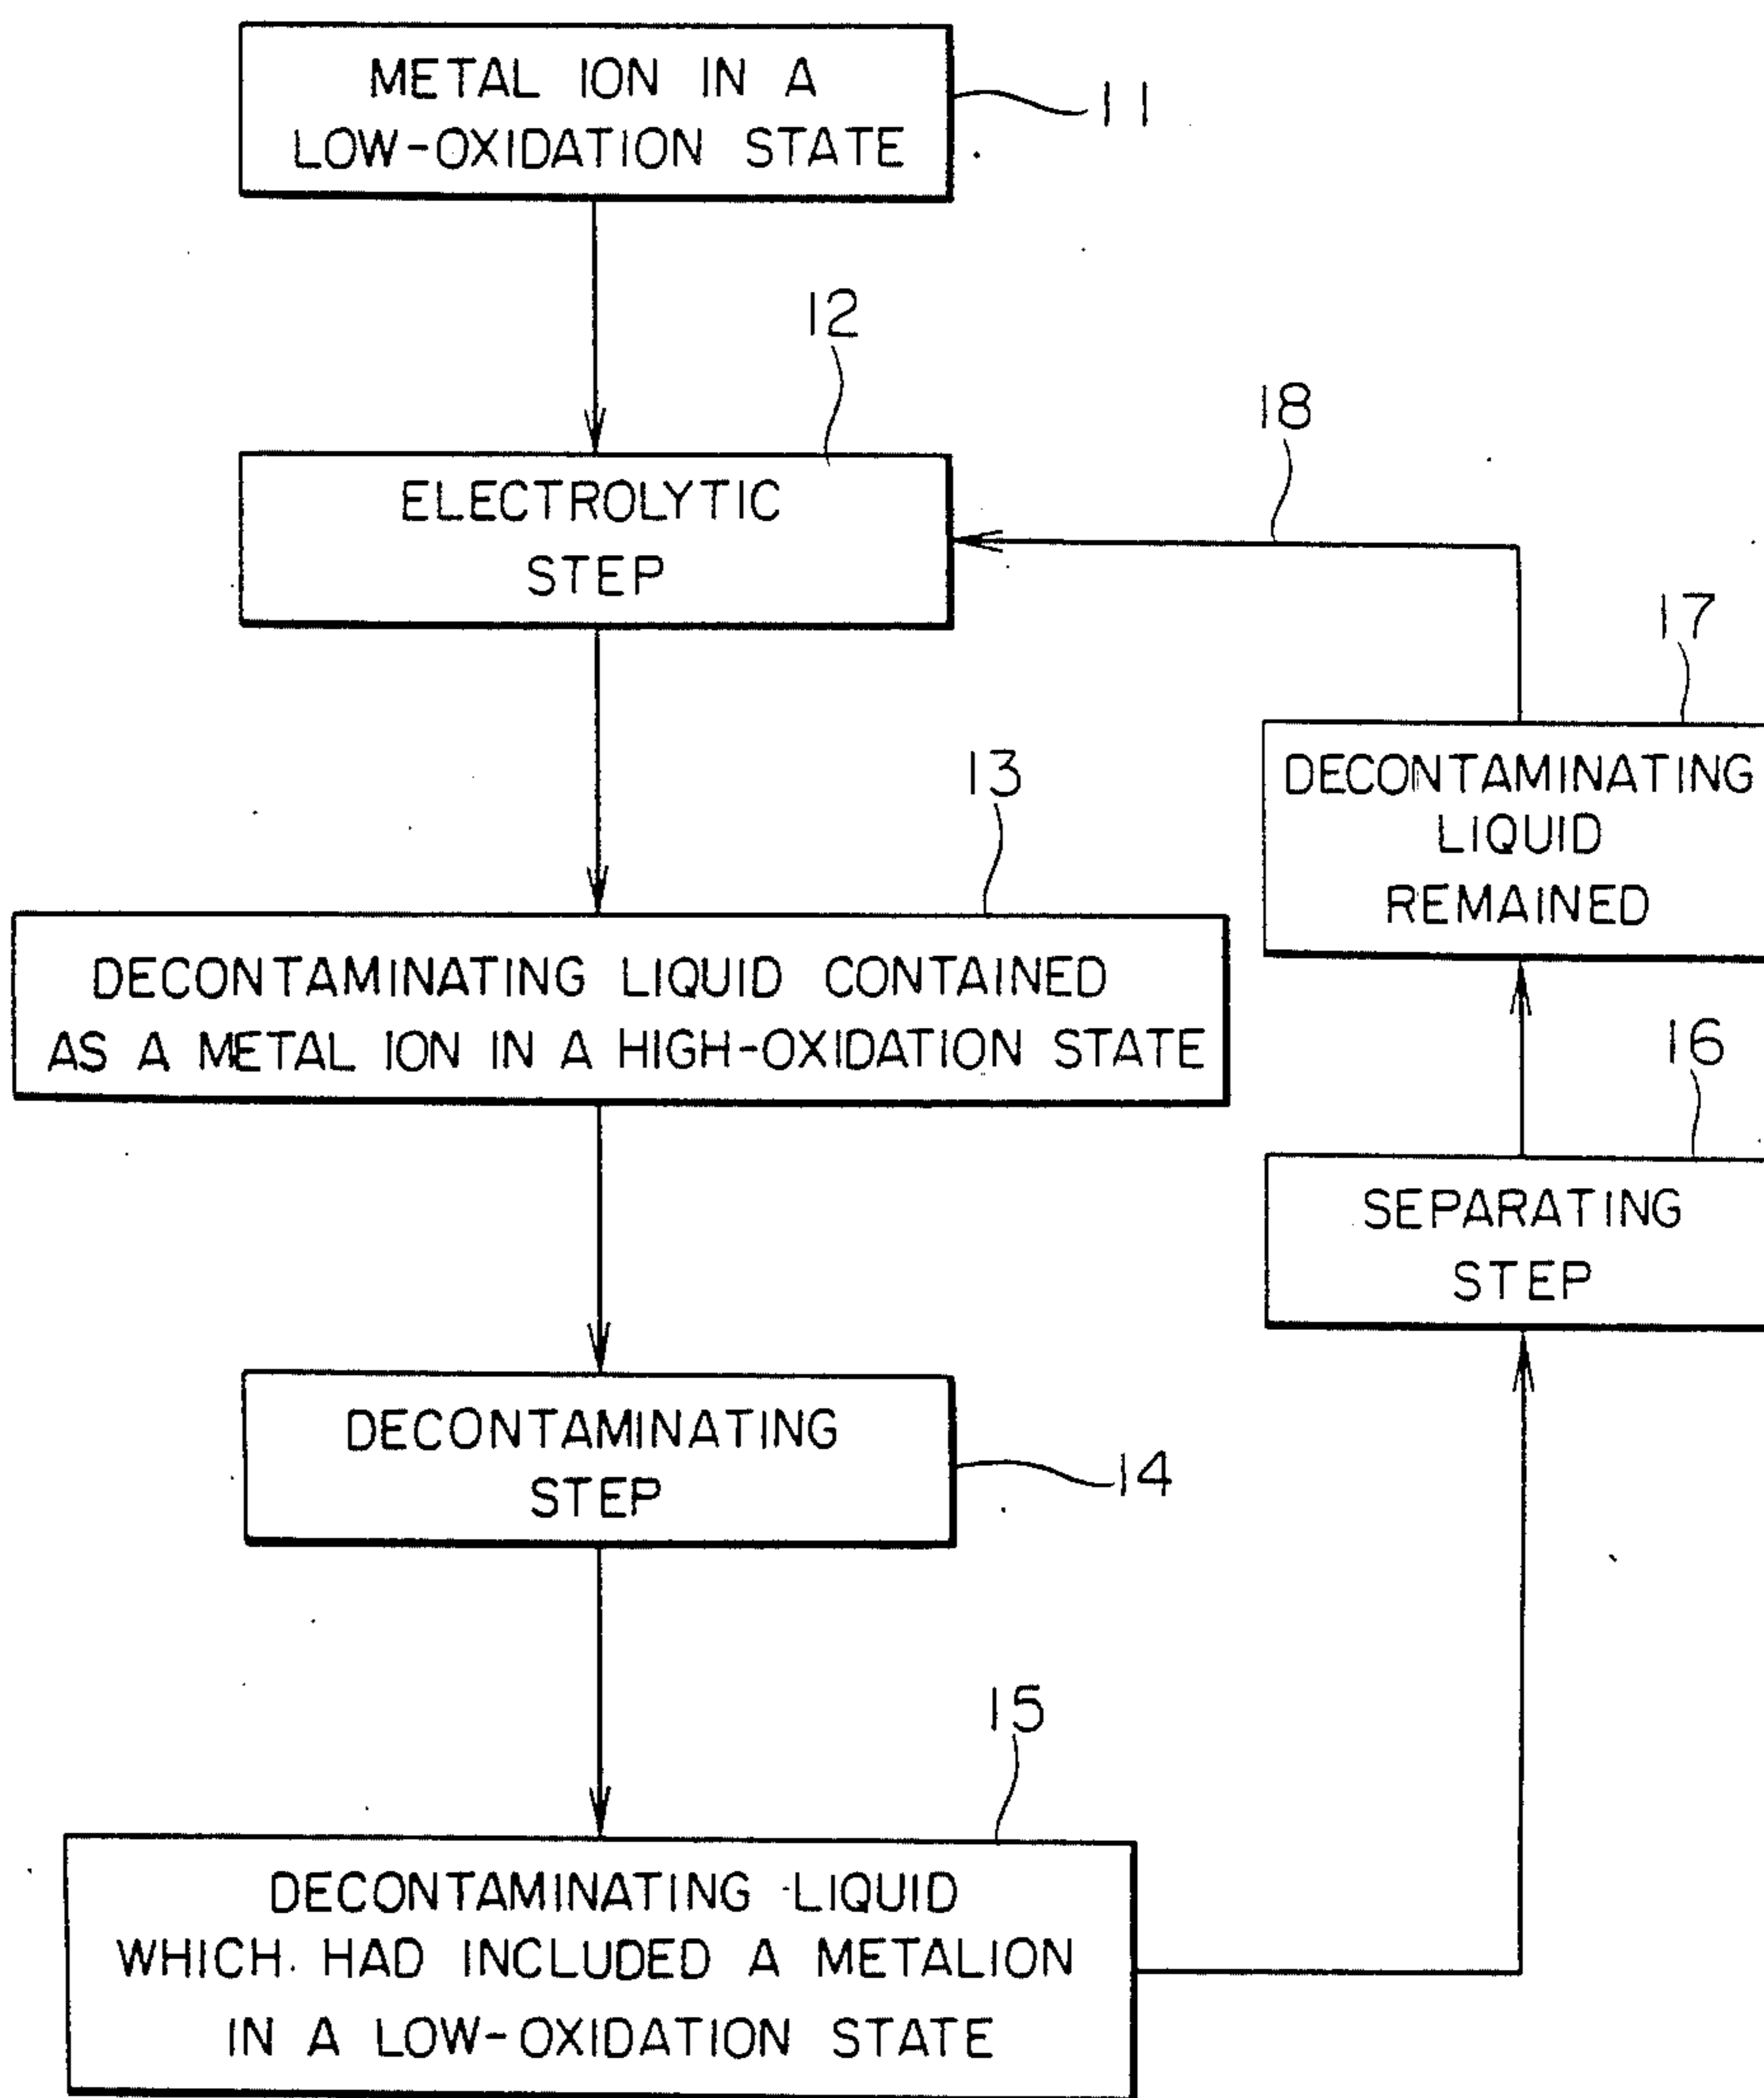 METAL ION IN A
LOW-OXIDATION STATE
11
12
ELECTROLYTIC
STEP
18
17
DECONTAMINATING
LIQUID
REMAINED
13
DECONTAMINATING LIQUID CONTAINED
AS A METAL ION IN A HIGH-OXIDATION STATE
16
SEPARATING
STEP
DECONTAMINATING
STEP
14
15
DECONTAMINATING LIQUID
WHICH HAD INCLUDED A METALION
IN A LOW-OXIDATION STATE